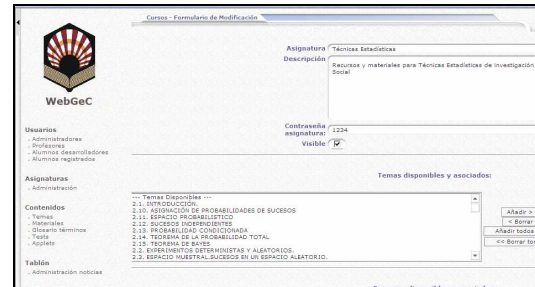 Cursos - Formulario de Modificación
WebGeC
Usuarios
. Administradores
. Profesores
. Alumnos desarrolladores
. Alumnos registrados
Asignaturas
. Administración
Contenidos
. Temas
. Materiales
. Glosario términos
. Tests
. Applets
Tablón
. Administración noticias
Asignatura
Técnicas Estadísticas
Descripción
Recursos y materiales para Técnicas Estadísticas de Investigación
Social
Contraseña
asignatura:
1234
Visible
Temas disponibles y asociados:
--- Temas Disponibles ---
2.1. INTRODUCCIÓN.
2.10. ASIGNACIÓN DE PROBABILIDADES DE SUCESOS
2.11. ESPACIO PROBABILISTICO
2.12. SUCESOS INDEPENDIENTES
2.13. PROBABILIDAD CONDICIONADA
2.14. TEOREMA DE LA PROBABILIDAD TOTAL
2.15. TEOREMA DE BAYES
2.2. EXPERIMENTOS DETERMINISTAS Y ALEATORIOS.
2.3. ESPACIO MUESTRAL.SUCESOS EN UN ESPACIO ALEATORIO.
Añadir >
< Borrar
Añadir todos
<< Borrar tod